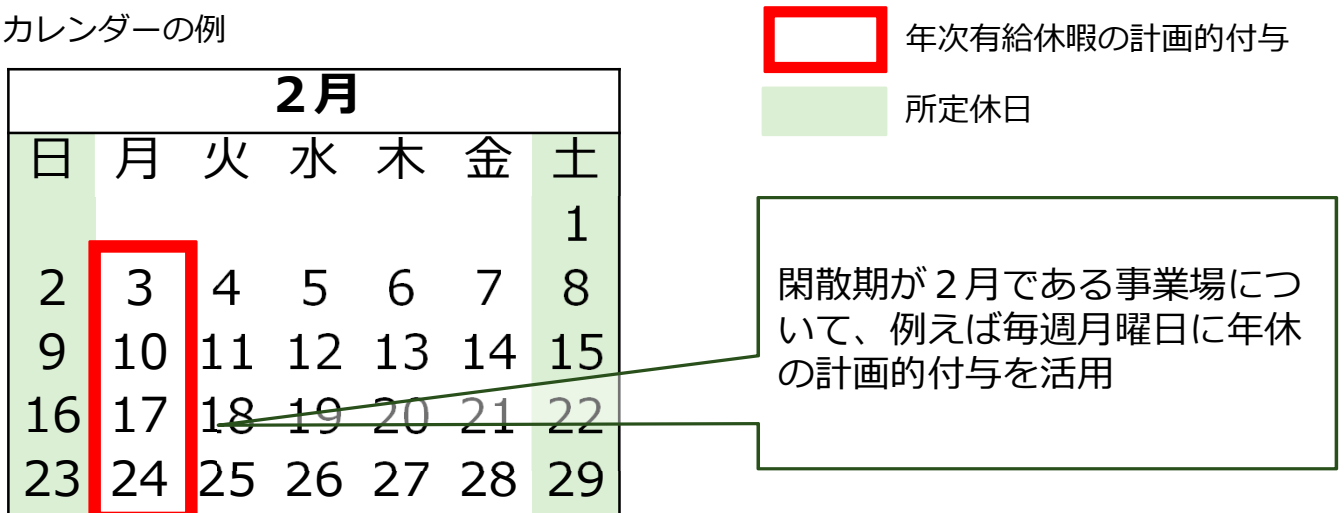 カレンダーの例
年次有給休暇の計画的付与
所定休日
2月
日 月 火 水 木 金 土
1
2 3 4 5 6 7 8
9 10 11 12 13 14 15
16 17 18 19 20 21 22
23 24 25 26 27 28 29
閑散期が２月である事業場につ
いて、例えば毎週月曜日に年休
の計画的付与を活用